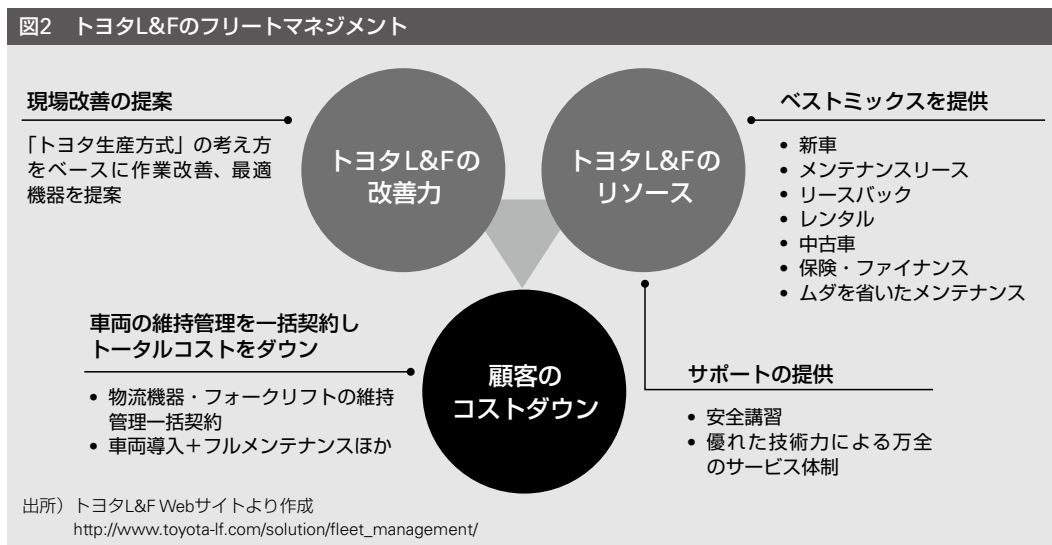 図2 トヨタL&Fのフリートマネジメント
現場改善の提案
「トヨタ生産方式」の考え方
をベースに作業改善、最適
機器を提案
トヨタL&Fの
改善力
トヨタL&Fの
リソース
ベストミックスを提供
• 新車
• メンテナンスリース
• リースバック
• レンタル
• 中古車
• 保険・ファイナンス
• ムダを省いたメンテナンス
車両の維持管理を一括契約し
トータルコストをダウン
• 物流機器・フォークリフトの維持
管理一括契約
• 車両導入＋フルメンテナンスほか
顧客の
コストダウン
サポートの提供
• 安全講習
• 優れた技術力による万全
のサービス体制
出所）トヨタL&F Webサイトより作成
http://www.toyota-lf.com/solution/fleet_management/